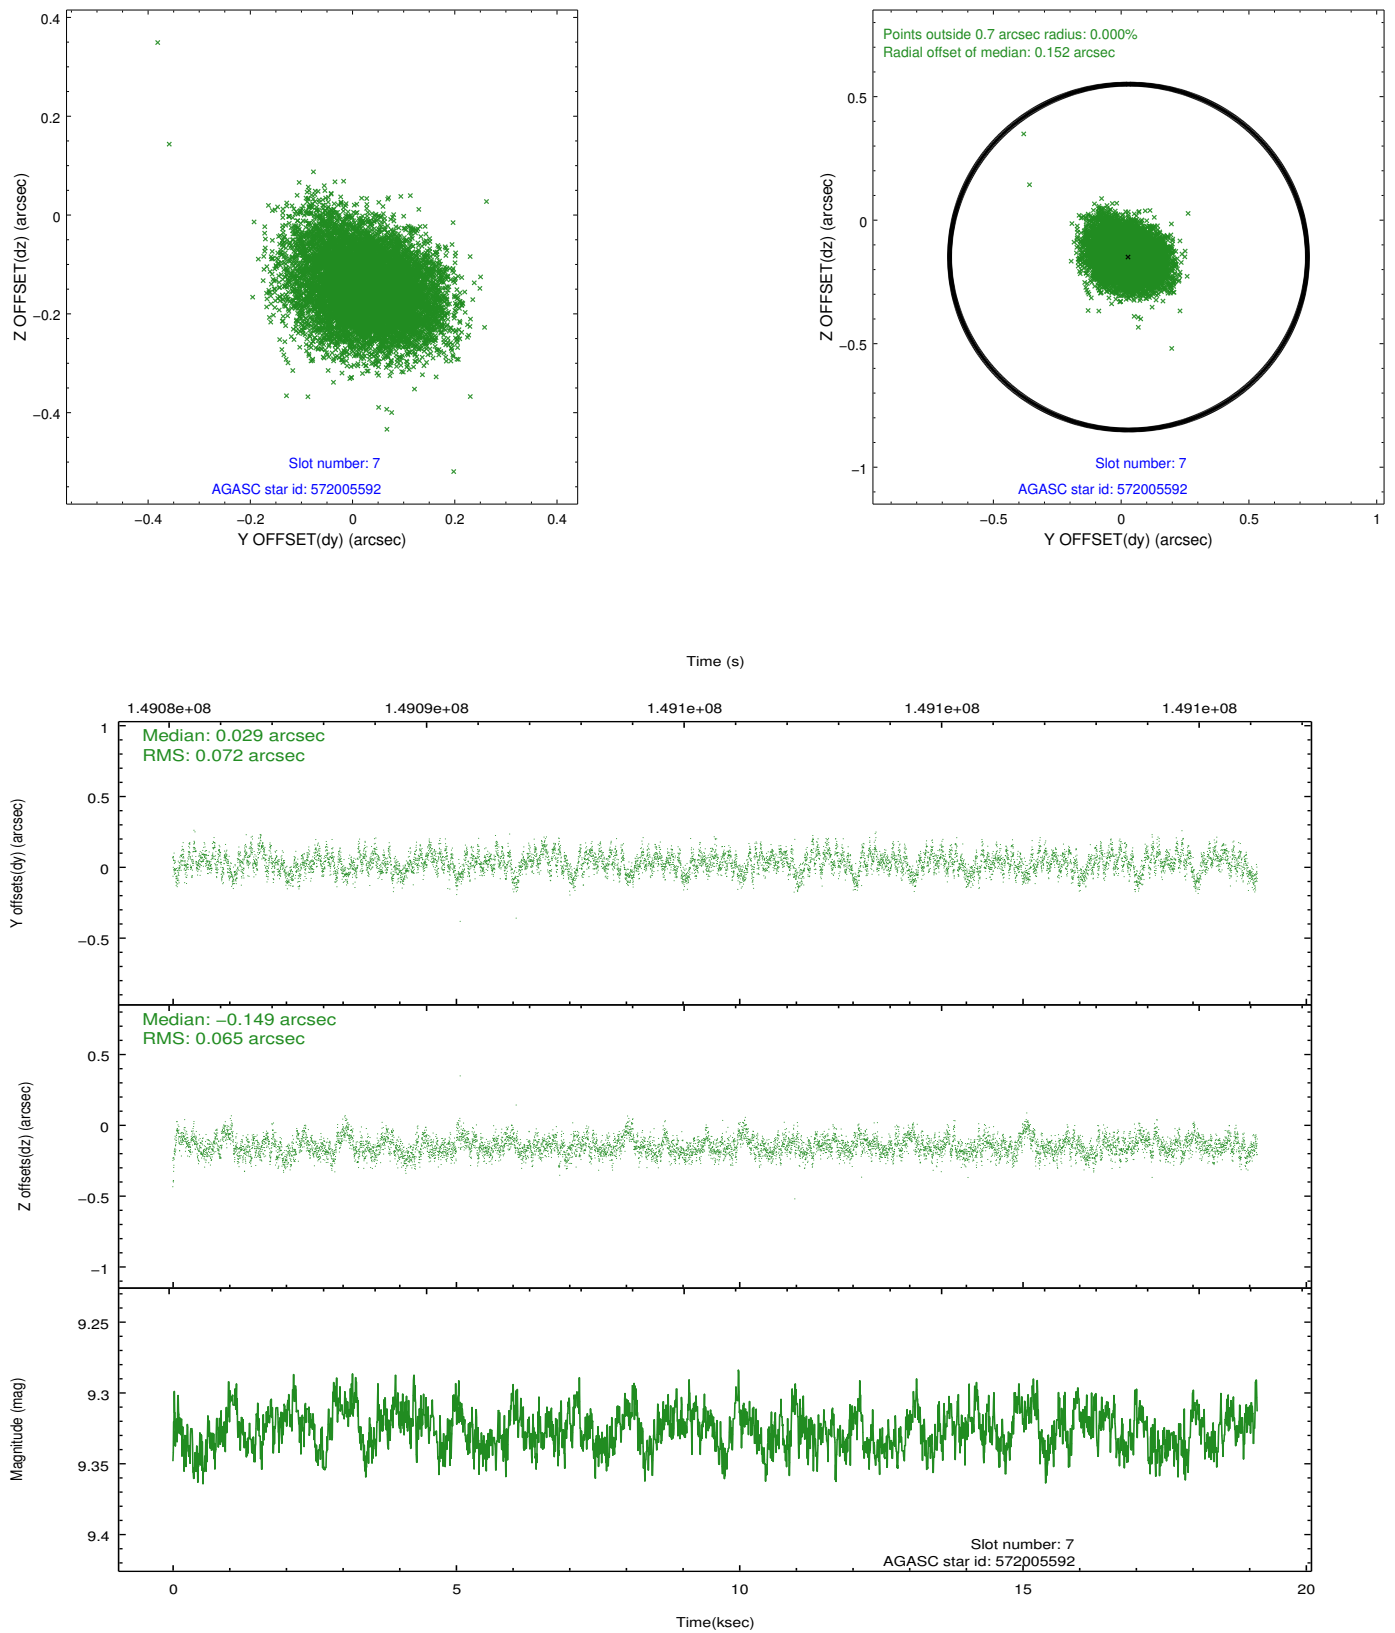 0.4
0.2
0
−0.2
−0.4
Z OFFSET(dz) (arcsec)
Slot number: 7
AGASC star id: 572005592
−0.4 −0.2 0 0.2 0.4
Y OFFSET(dy) (arcsec)
Points outside 0.7 arcsec radius: 0.000%
Radial offset of median: 0.152 arcsec
0.5
0
−0.5
−1
Z OFFSET(dz) (arcsec)
Slot number: 7
AGASC star id: 572005592
−0.5 0 0.5 1
Y OFFSET(dy) (arcsec)
Time (s)
1.4908e+08 1.4909e+08 1.491e+08 1.491e+08 1.491e+08
Median: 0.029 arcsec
RMS: 0.072 arcsec
1
0.5
0
−0.5
Y offsets(dy) (arcsec)
Median: −0.149 arcsec
RMS: 0.065 arcsec
0.5
0
−0.5
−1
Z offsets(dz) (arcsec)
9.25
9.3
9.35
9.4
Magnitude (mag)
Slot number: 7
AGASC star id: 572005592
0 5 10 15 20
Time(ksec)